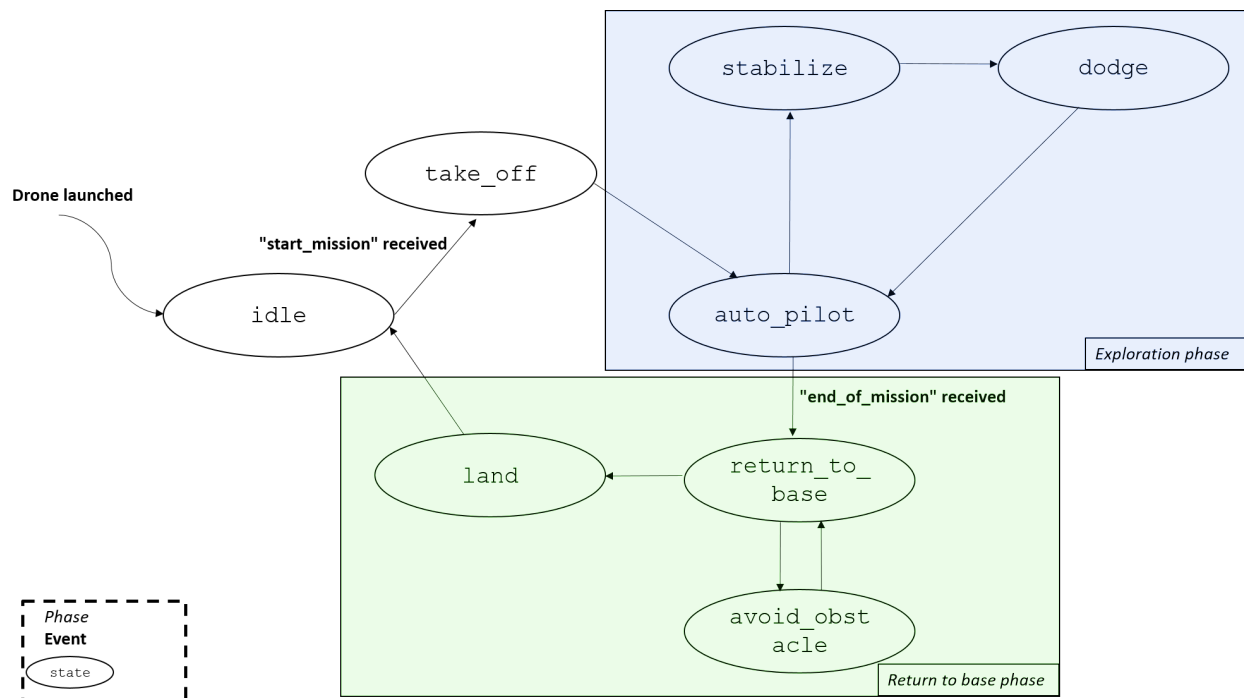 stabilize
dodge
take_off
Drone launched
"start_mission" received
idle
auto_pilot
Exploration phase
"end_of_mission" received
land
return_to_
base
avoid_obst
acle
Return to base phase
Phase
Event
state